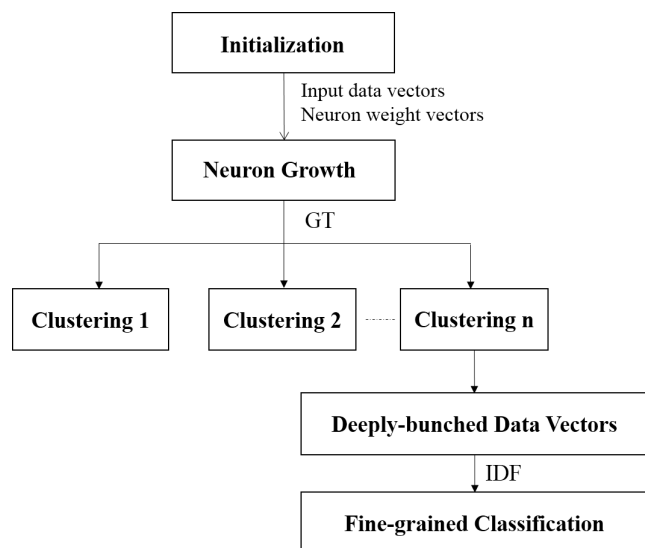 Initialization
Input data vectors
Neuron weight vectors
Neuron Growth
GT
Clustering 1
Clustering 2
Clustering n
Deeply-bunched Data Vectors
IDF
Fine-grained Classification